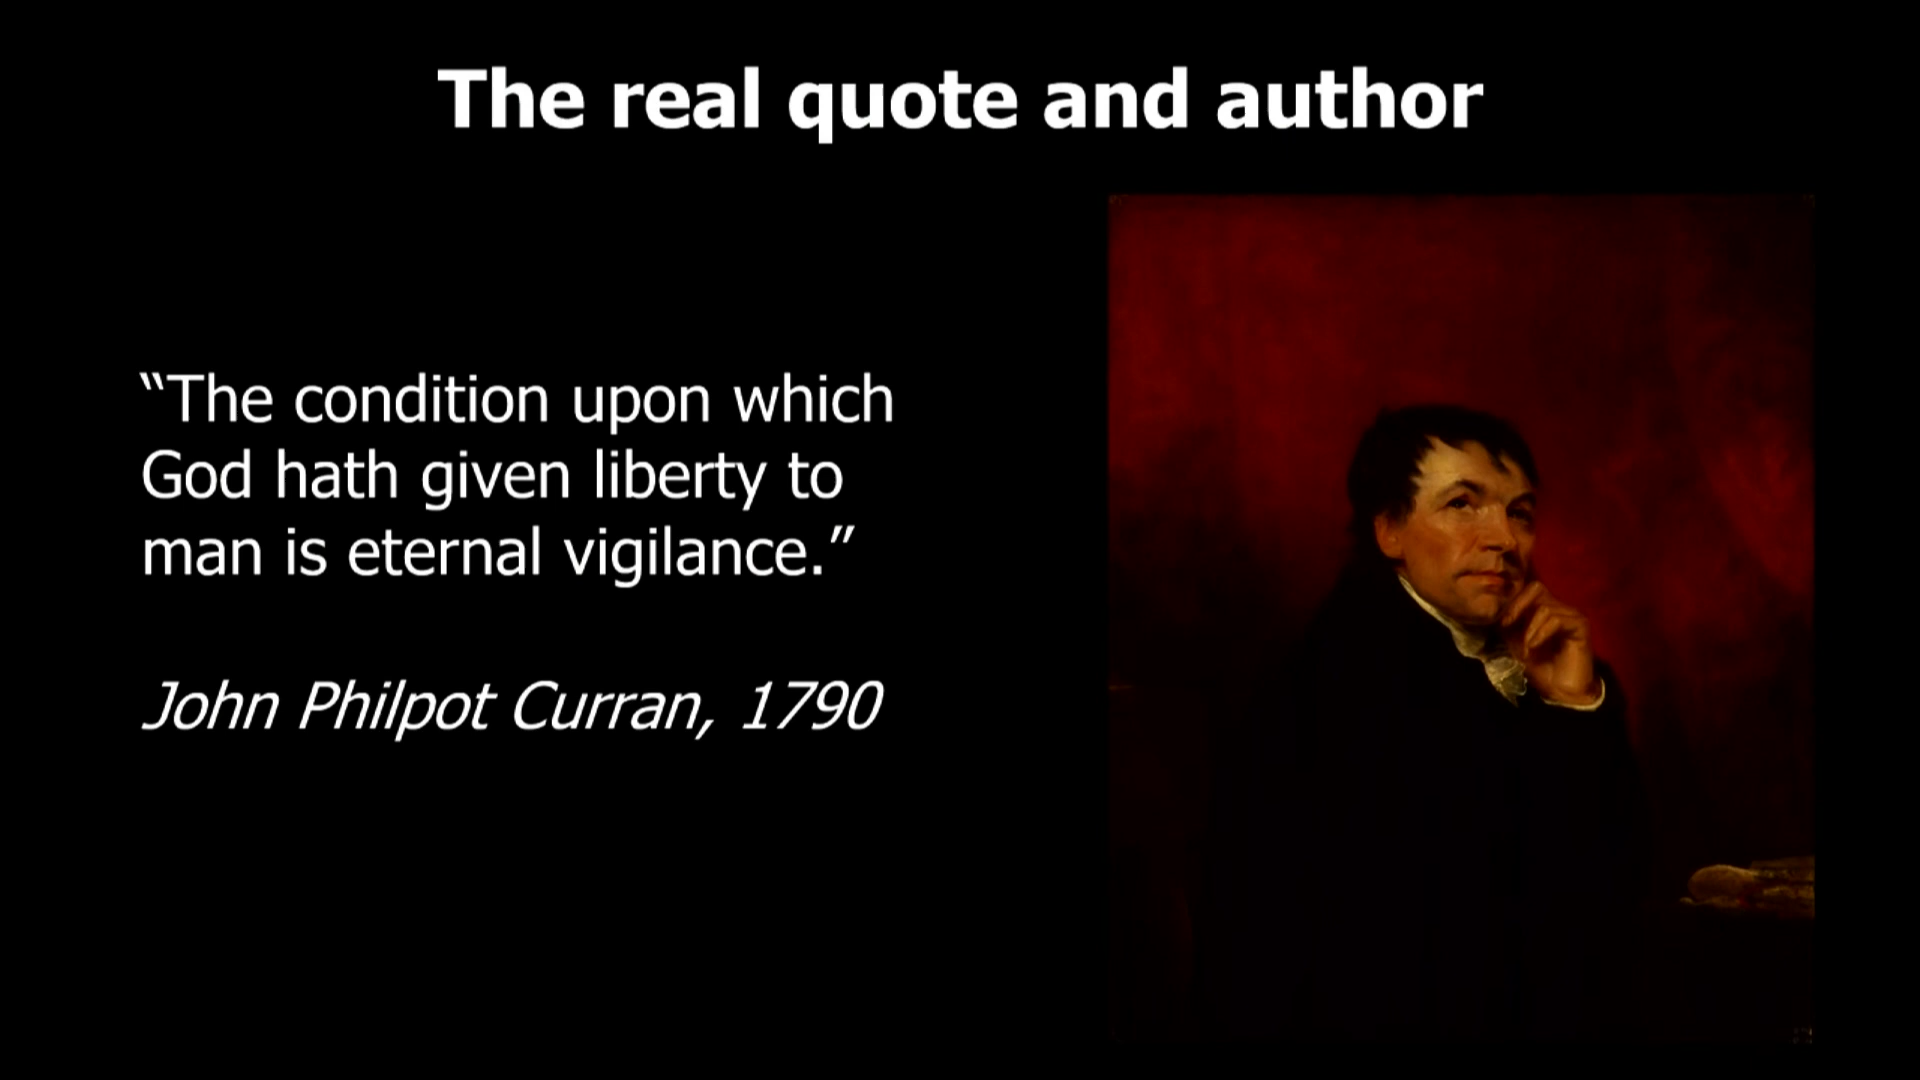 The real quote and author
“The condition upon which
God hath given liberty to
man is eternal vigilance.”
John Philpot Curran, 1790